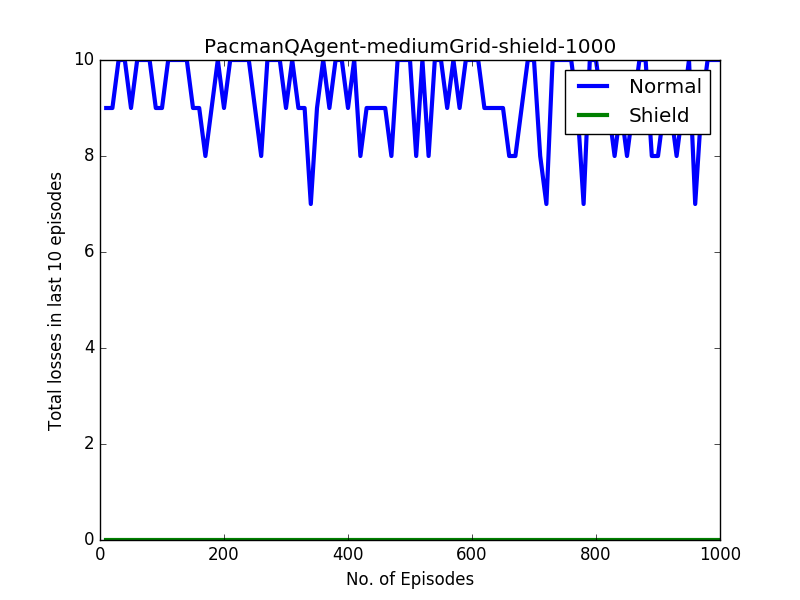 PacmanQAgent-mediumGrid-shield-1000
10
Normal
Shield
8
6
4
2
0
Total losses in last 10 episodes
0 200 400 600 800 1000
No. of Episodes